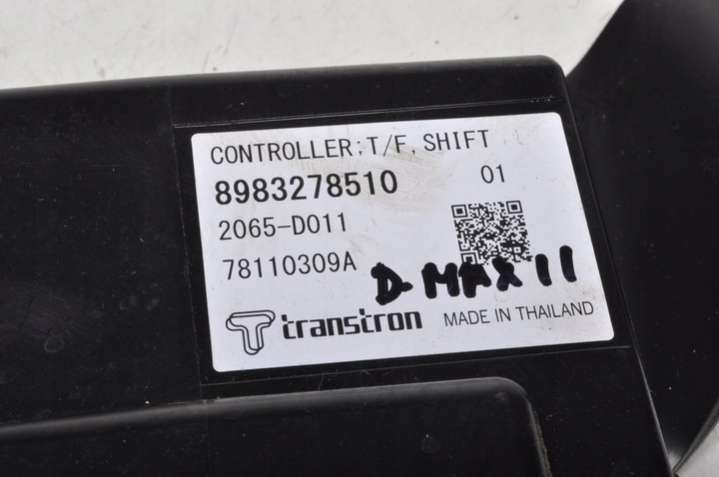 CONTROLLER;T/F,SHIFT
8983278510 01
2065-D011
78110309A
D-MAX II
transtron MADE IN THAILAND